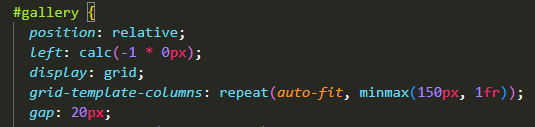 #gallery {
position: relative;
left: calc(-1 * 0px);
display: grid;
grid-template-columns: repeat(auto-fit, minmax(150px, 1fr));
gap: 20px;